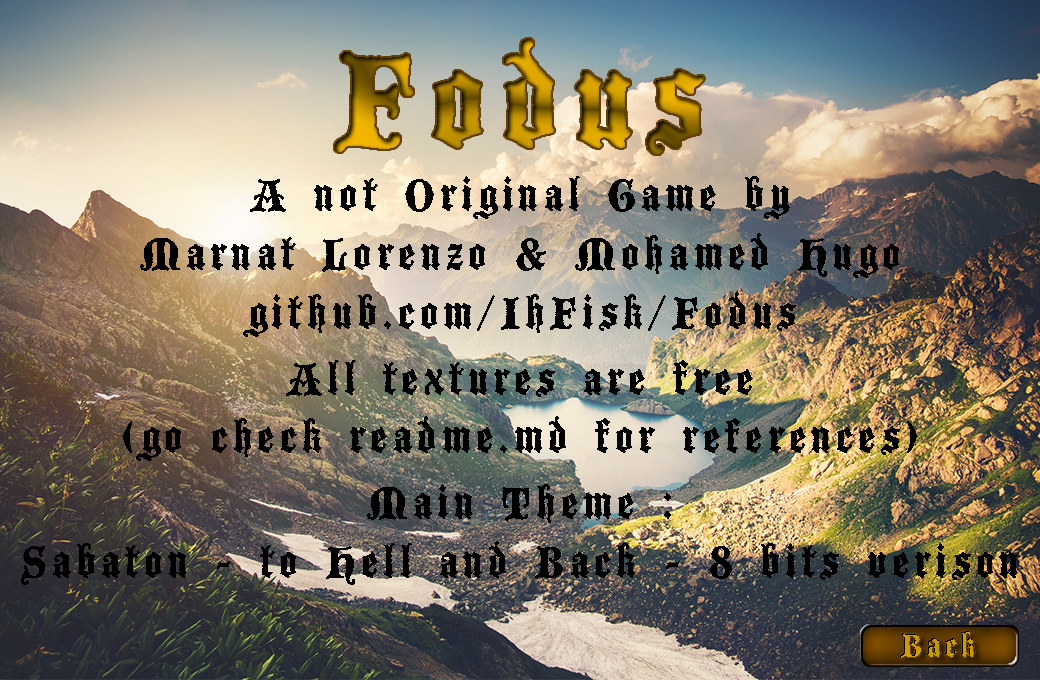 Fodus
A not Original Game by
Marnat Lorenzo & Mohamed Hugo
github.com/IhFisk/Fodus
All textures are free
(go check readme.md for references)
Main Theme :
Sabaton - to Hell and Back - 8 bits verison
Back